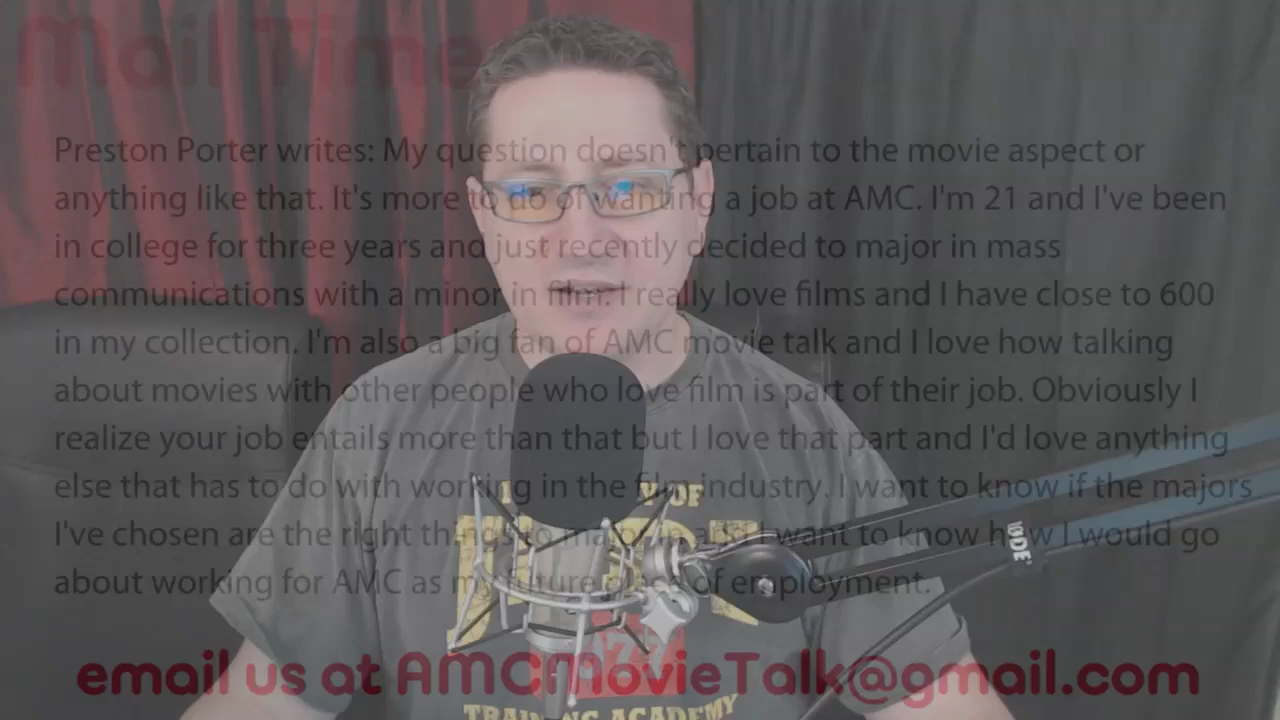 Mail Time
Preston Porter writes: My question doesn't pertain to the movie aspect or
anything like that. It's more to do of wanting a job at AMC. I'm 21 and I've been
in college for three years and just recently decided to major in mass
communications with a minor in film. I really love films and I have close to 600
in my collection. I'm also a big fan of AMC movie talk and I love how talking
about movies with other people who love film is part of their job. Obviously I
realize your job entails more than that but I love that part and I'd love anything
else that has to do with working in the film industry. I want to know if the majors
I've chosen are the right things to major in and I want to know how I would go
about working for AMC as my future place of employment.
RODE
OF
TRAINING ACADEMY
email us at AMCMovieTalk@gmail.com